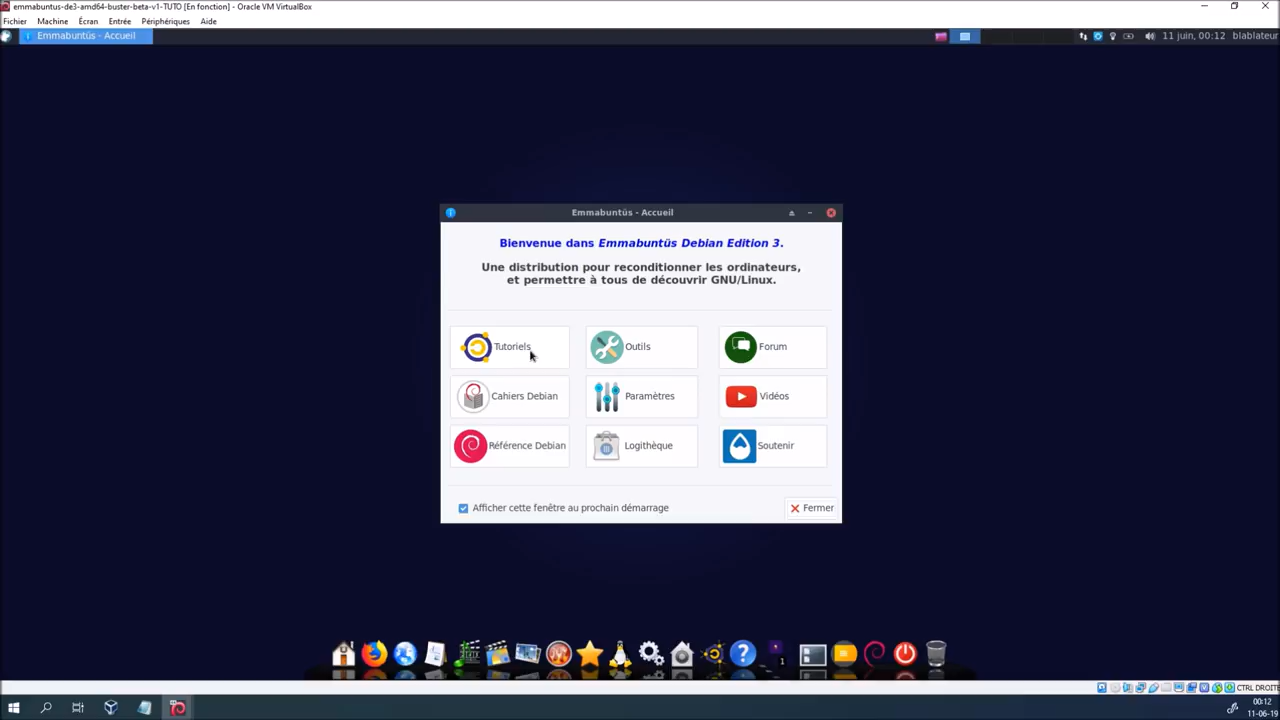 emmabuntus-de3-amd64-buster-beta-v1-TUTO [En fonction] - Oracle VM VirtualBox
Fichier Machine Écran Entrée Périphériques Aide
Emmabuntüs - Accueil
11 juin, 00:12 blablateur
Emmabuntüs - Accueil
Bienvenue dans Emmabuntüs Debian Edition 3.
Une distribution pour reconditionner les ordinateurs,
et permettre à tous de découvrir GNU/Linux.
Tutoriels Outils Forum
Cahiers Debian Paramètres Vidéos
Référence Debian Logithèque Soutenir
Afficher cette fenêtre au prochain démarrage Fermer
1
CTRL DROITE
00:12
11-06-19